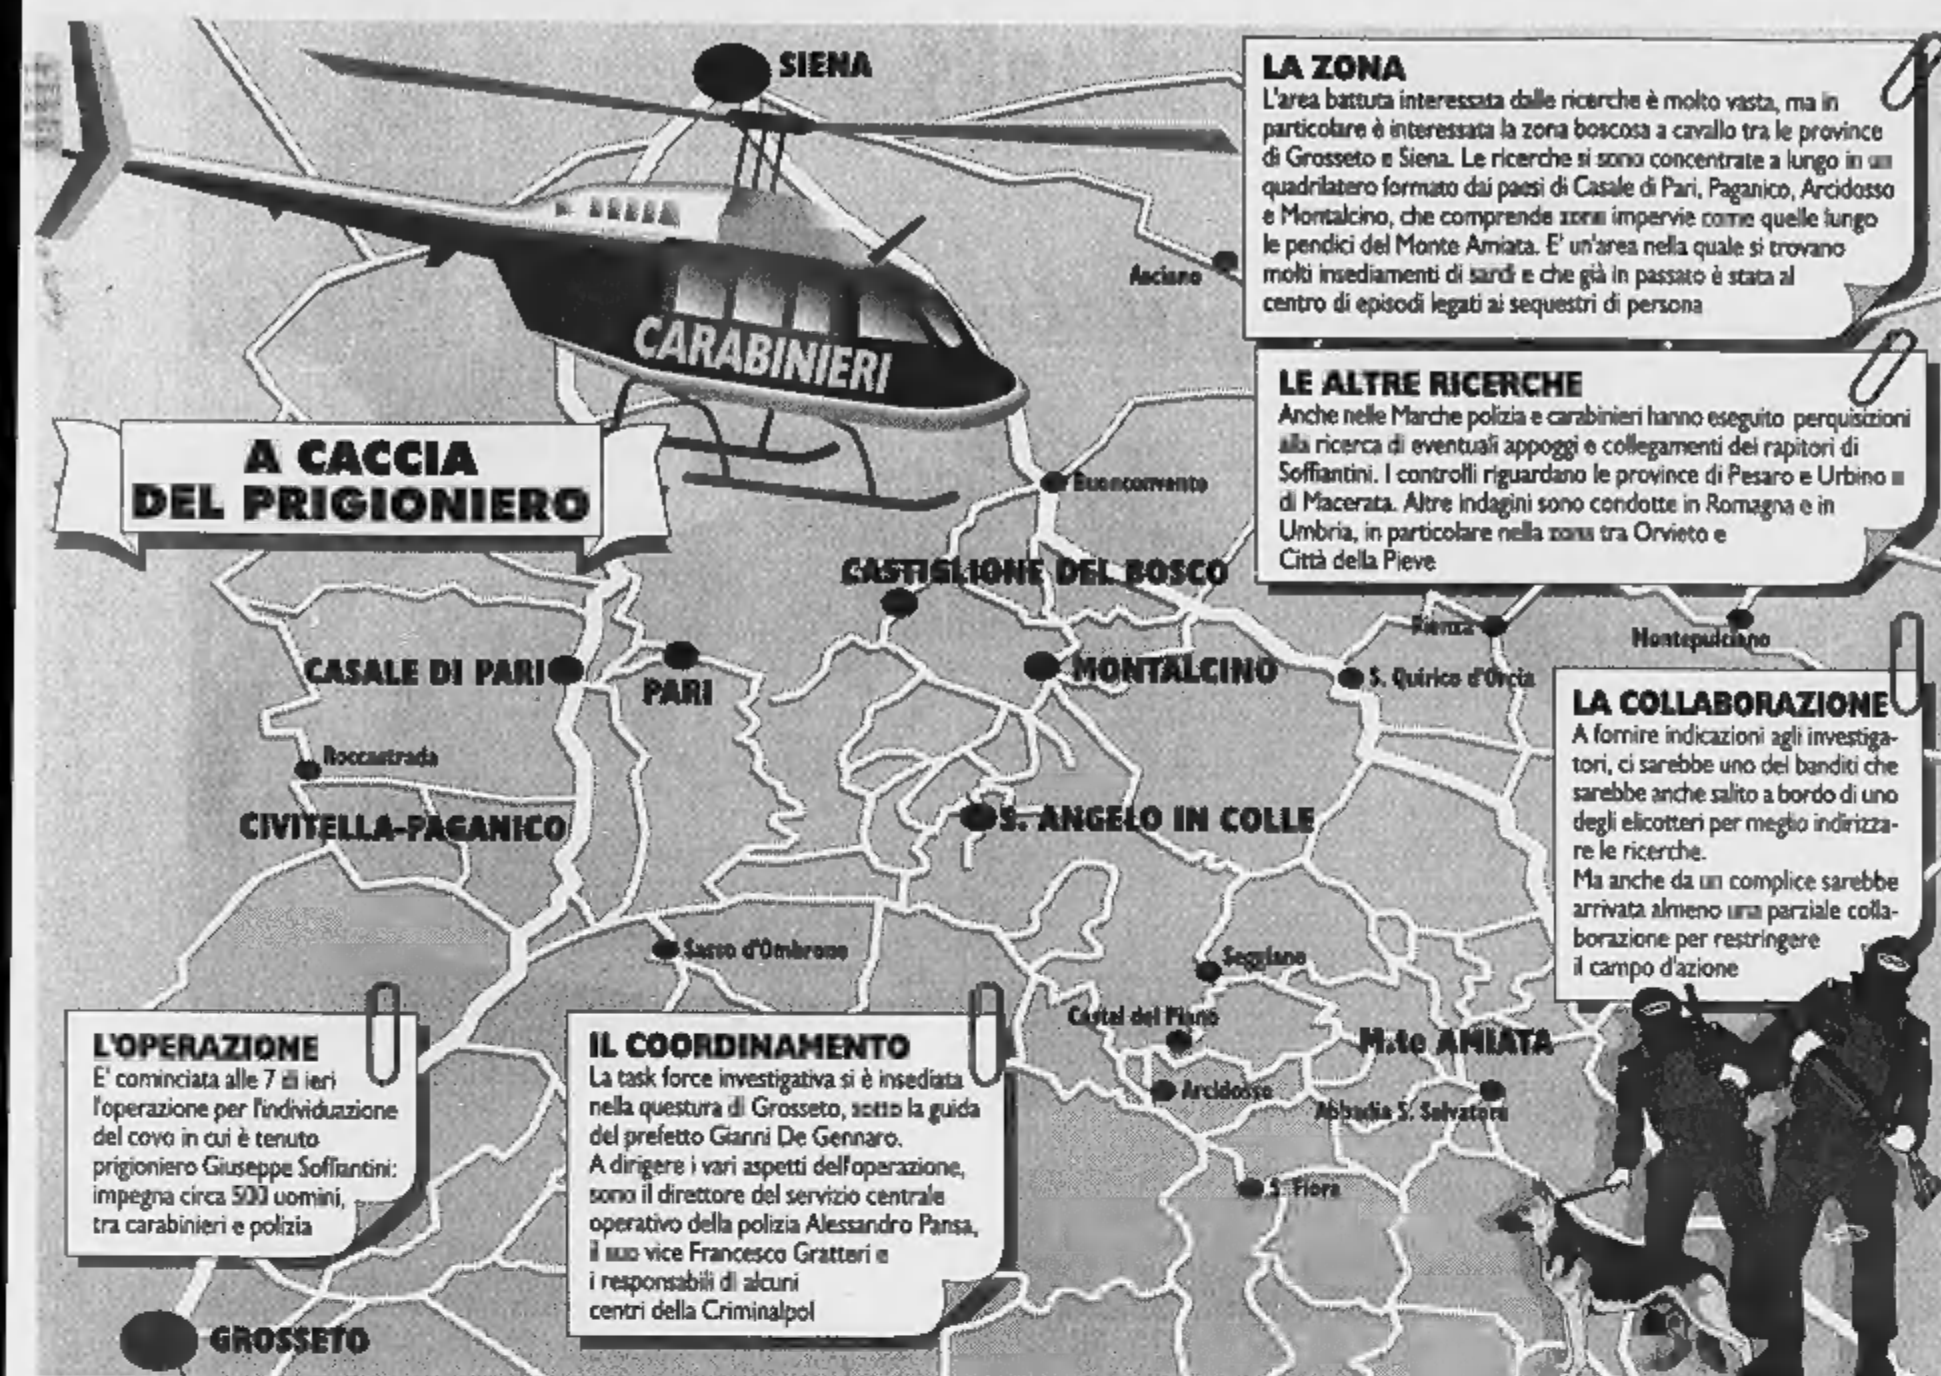 SIENA
LA ZONA
L'area battuta interessata dalle ricerche è molto vasta, ma in
particolare è interessata la zona boscosa a cavallo tra le province
di Grosseto e Siena. Le ricerche si sono concentrate a lungo in un
quadrilatero formato dai paesi di Casale di Pari, Paganico, Arcidosso
e Montalcino, che comprende zone impervie come quelle lungo
le pendici del Monte Amiata. E' un'area nella quale si trovano
molti insediamenti di sardi e che già in passato è stata al
centro di episodi legati ai sequestri di persona
Asciano
CARABINIERI
LE ALTRE RICERCHE
Anche nelle Marche polizia e carabinieri hanno eseguito perquisizioni
alla ricerca di eventuali appoggi e collegamenti dei rapitori di
Soffiantini. I controlli riguardano le province di Pesaro e Urbino e
di Macerata. Altre indagini sono condotte in Romagna e in
Umbria, in particolare nella zona tra Orvieto e
Città della Pieve
A CACCIA
DEL PRIGIONIERO
Buonconvento
CASTIGLIONE DEL BOSCO
Pienza
Montepulciano
CASALE DI PARI
PARI
MONTALCINO
S. Quirico d'Orcia
LA COLLABORAZIONE
A fornire indicazioni agli investiga-
tori, ci sarebbe uno dei banditi che
sarebbe anche salito a bordo di uno
degli elicotteri per meglio indirizza-
re le ricerche.
Ma anche da un complice sarebbe
arrivata almeno una parziale colla-
borazione per restringere
il campo d'azione
Roccastrada
CIVITELLA-PAGANICO
S. ANGELO IN COLLE
Sasso d'Ombrone
Seggiano
Castel del Piano
M.te AMIATA
Arcidosso
Abbadia S. Salvatore
S. Fiora
L'OPERAZIONE
E' cominciata alle 7 di ieri
l'operazione per l'individuazione
del covo in cui è tenuto
prigioniero Giuseppe Soffiantini:
impegna circa 500 uomini,
tra carabinieri e polizia
IL COORDINAMENTO
La task force investigativa si è insediata
nella questura di Grosseto, sotto la guida
del prefetto Gianni De Gennaro.
A dirigere i vari aspetti dell'operazione,
sono il direttore del servizio centrale
operativo della polizia Alessandro Pansa,
il suo vice Francesco Gratteri e
i responsabili di alcuni
centri della Criminalpol
GROSSETO